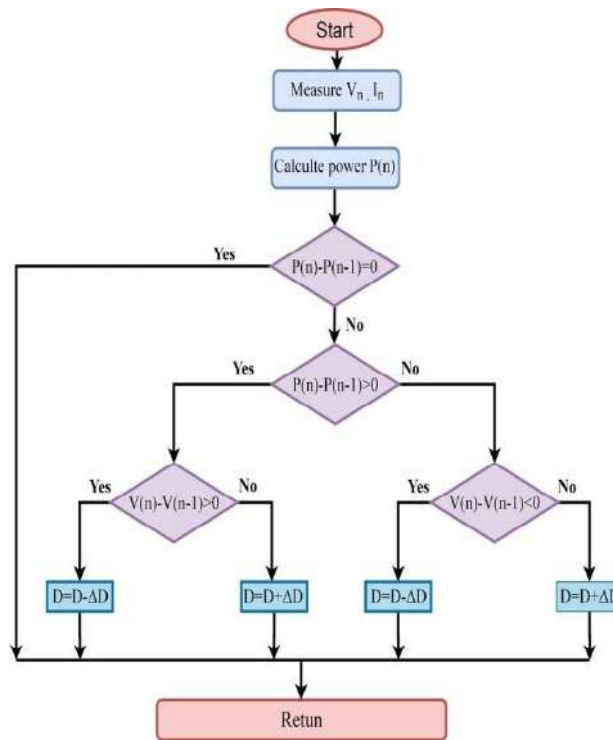 Start
Measure Vn , In
Calculte power P(n)
Yes
P(n)-P(n-1)=0
No
Yes
P(n)-P(n-1)>0
No
Yes
V(n)-V(n-1)>0
No
Yes
V(n)-V(n-1)<0
No
D=D-ΔD
D=D+ΔD
D=D-ΔD
D=D+ΔD
Retun